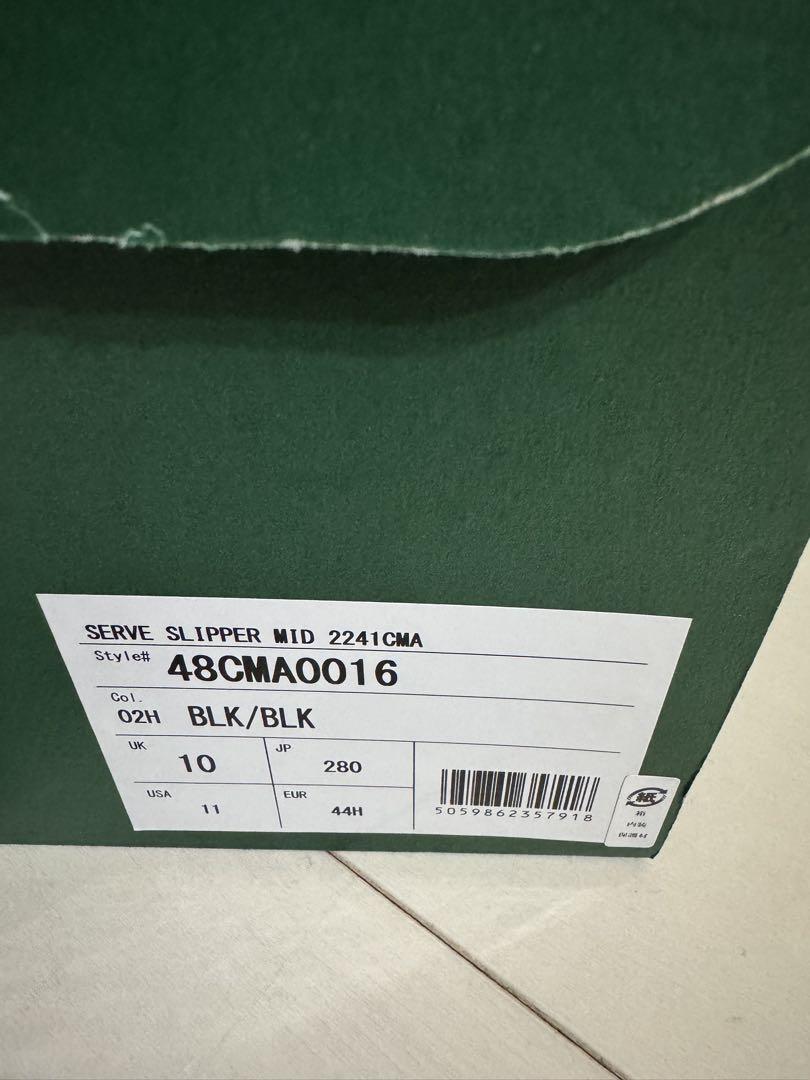 SERVE SLIPPER MID 2241CMA
Style# 48CMA0016
Col.
02H BLK/BLK
UK 10 JP 280
USA 11 EUR 44H
5059862357918
紙